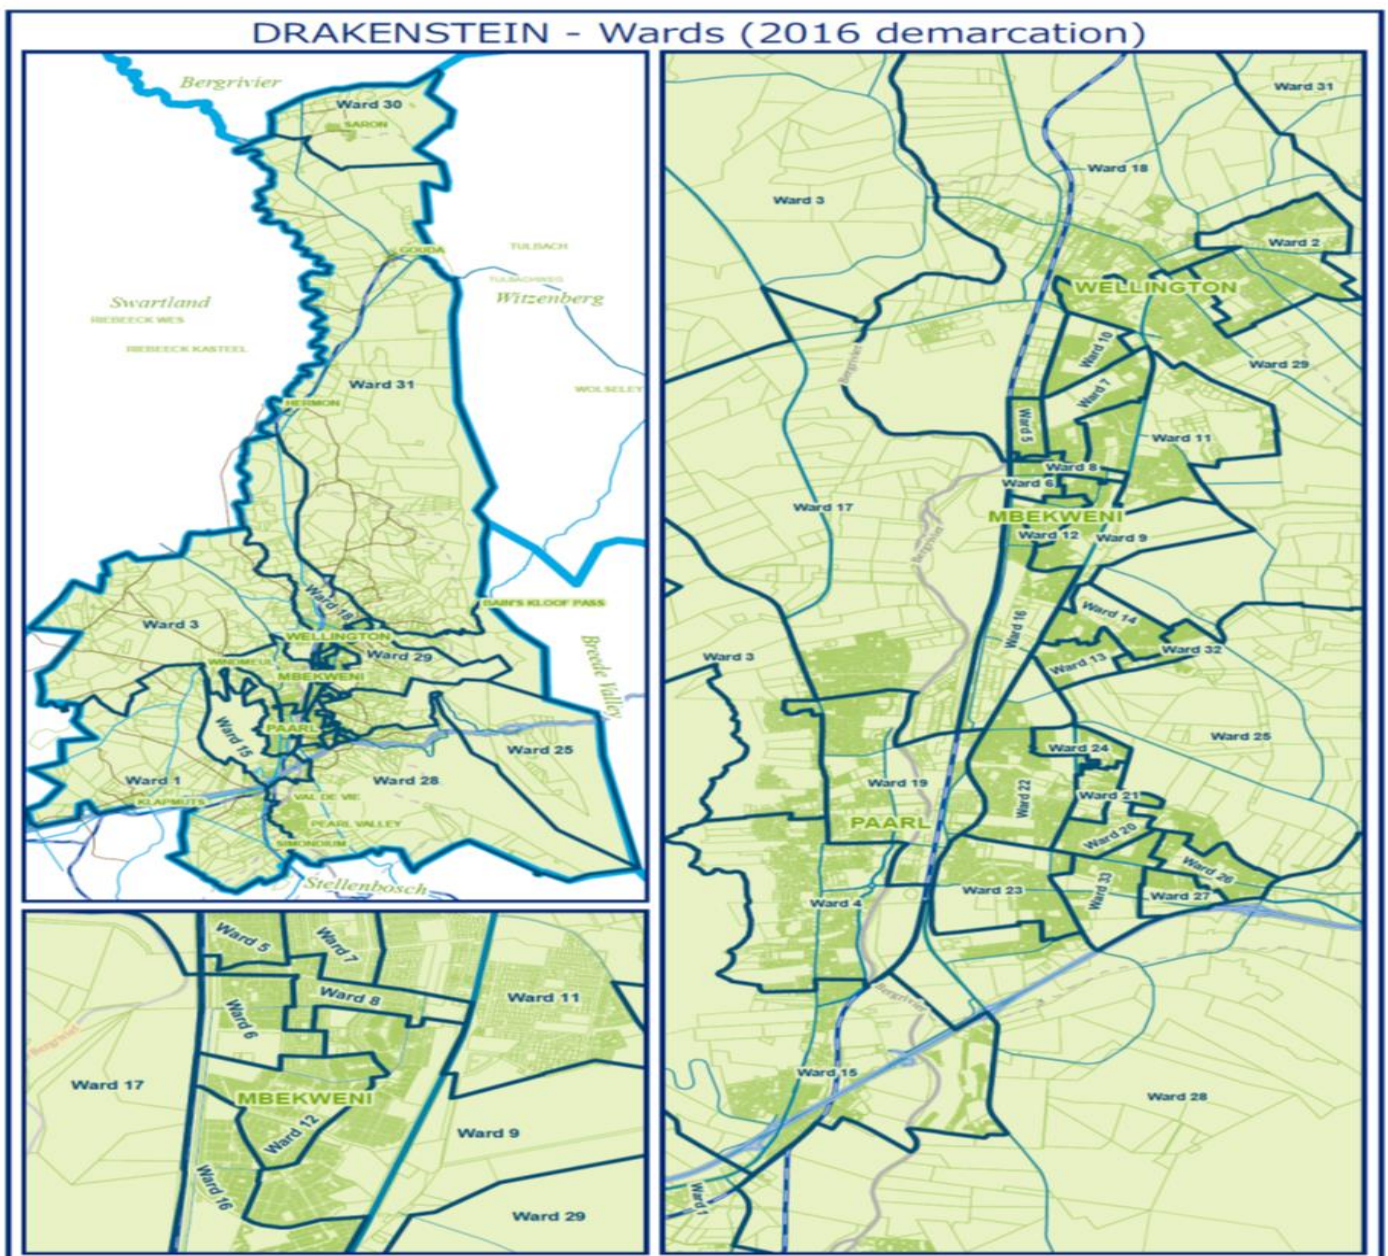 DRAKENSTEIN - Wards (2016 demarcation)
Bergrivier
Ward 30
SARON
GOUDA
TULBACH
TULBACHWEG
Witzenberg
Swartland
RIEBEECK WES
RIEBEECK KASTEEL
Ward 31
WOLSELEY
HERMON
BAIN'S KLOOF PASS
Ward 18
Ward 3
WELLINGTON
Ward 29
WINDMEUL
MBEKWENI
Breede Valley
PAARL
Ward 15
Ward 25
Ward 1
Ward 28
KLAPMUTS
VAL DE VIE
PEARL VALLEY
SIMONDIUM
Stellenbosch
Ward 5
Ward 7
Ward 8
Ward 11
Ward 6
Bergrivier
Ward 17
MBEKWENI
Ward 12
Ward 9
Ward 16
Ward 29
Ward 31
Ward 18
Ward 3
Ward 2
WELLINGTON
Ward 10
Bergrivier
Ward 29
Ward 7
Ward 5
Ward 11
Ward 8
Ward 6
Ward 17
MBEKWENI
Bergrivier
Ward 12
Ward 9
Ward 14
Ward 16
Ward 32
Ward 3
Ward 13
Ward 25
Ward 24
Ward 19
Ward 22
Ward 21
PAARL
Ward 20
Ward 26
Ward 23
Ward 33
Ward 27
Ward 4
Bergrivier
Ward 15
Ward 28
Ward 1